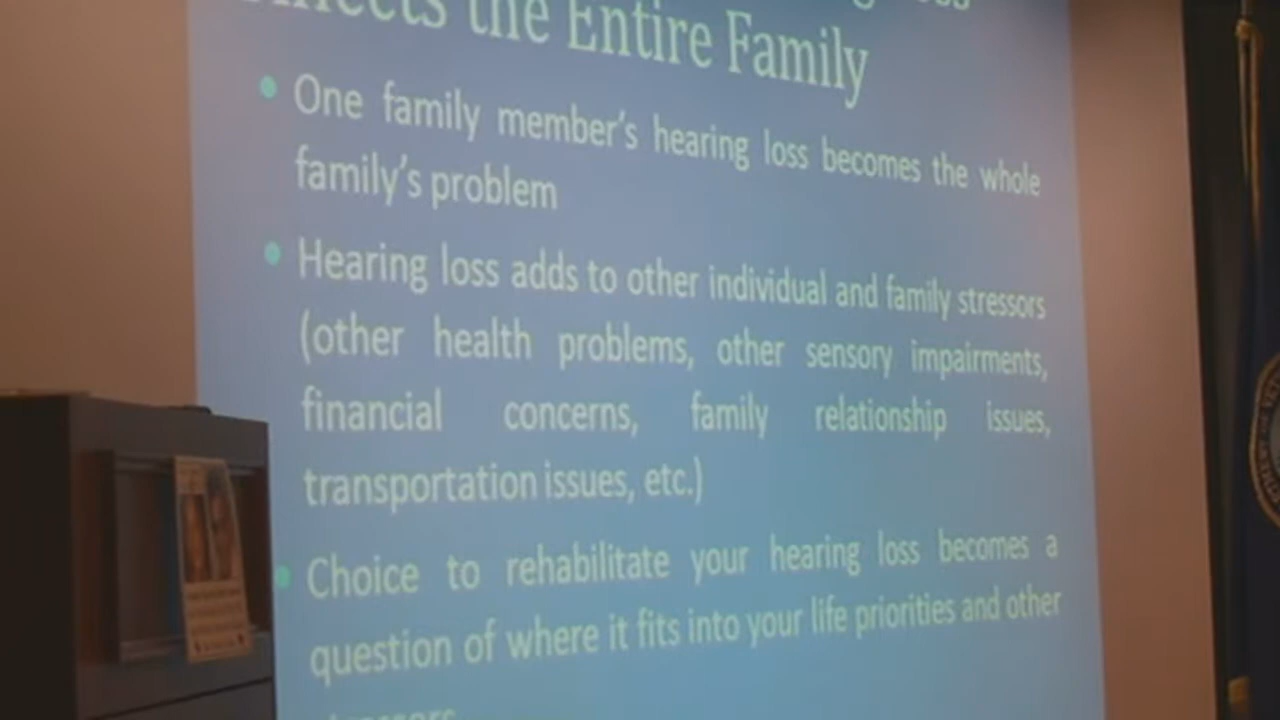 the Entire Family
One family member's hearing loss becomes the whole
family's problem
Hearing loss adds to other individual and family stressors
(other health problems, other sensory impairments,
financial concerns, family relationship issues,
transportation issues, etc.)
Choice to rehabilitate your hearing loss becomes a
question of where it fits into your life priorities and other